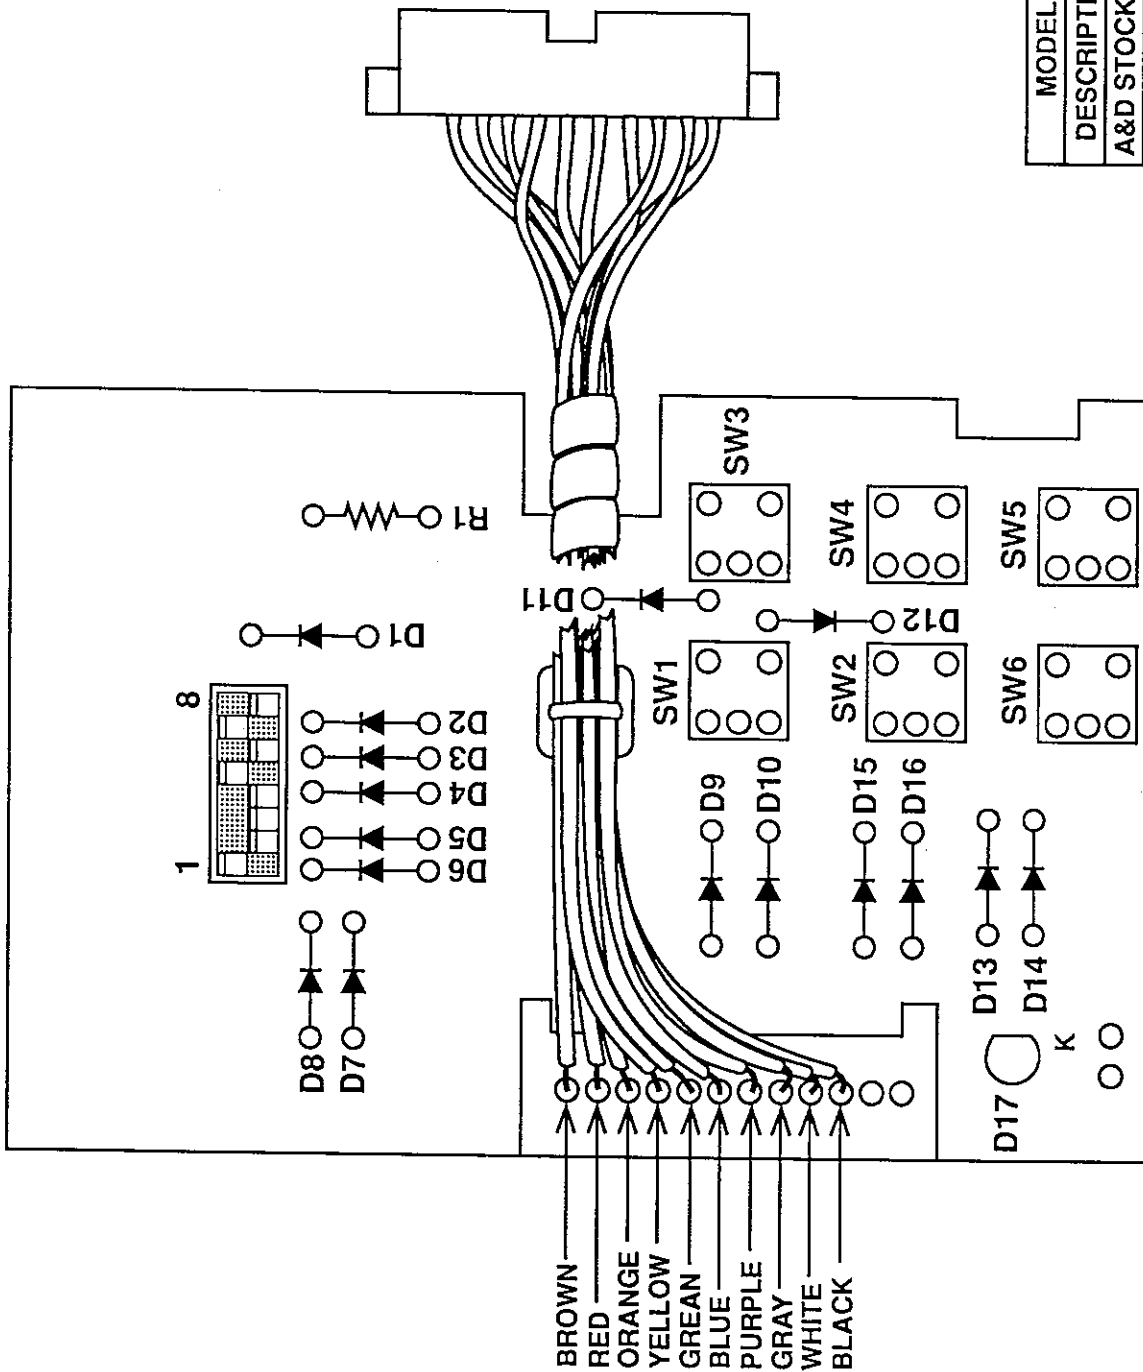 MODEL
DESCRIPTI
A&D STOCK
SW3
R1
SW4
SW5
D11
D1
D12
8
SW1
SW2
SW6
D2
D3
D4
D5
D6
1
D9
D10
D15
D16
D8
D7
D13
D14
D17
K
BROWN
RED
ORANGE
YELLOW
GREAN
BLUE
PURPLE
GRAY
WHITE
BLACK